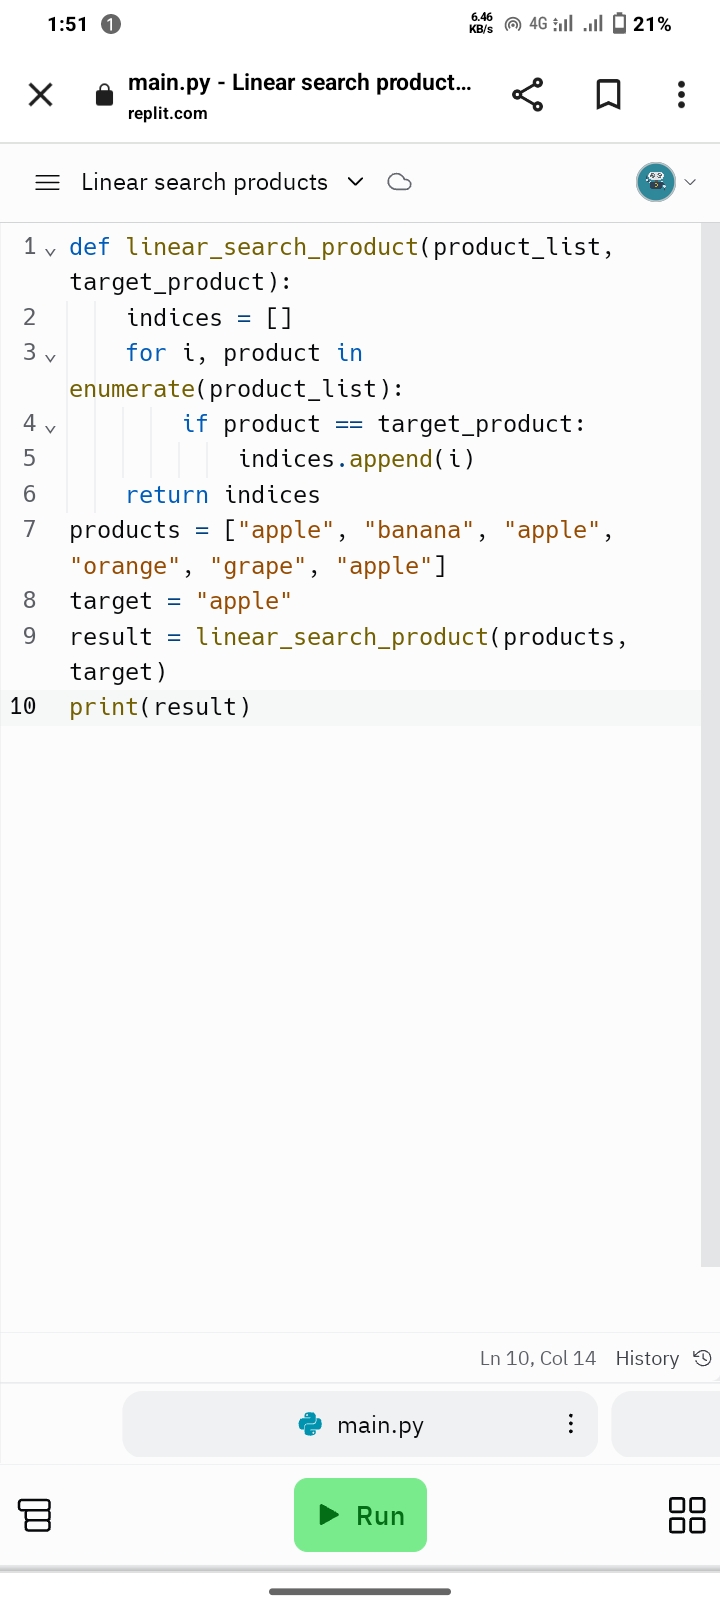 1:51 1 6.46 KB/s 4G 21%
main.py - Linear search product...
replit.com
Linear search products
1 def linear_search_product(product_list,
target_product):
2     indices = []
3     for i, product in
enumerate(product_list):
4         if product == target_product:
5             indices.append(i)
6     return indices
7 products = ["apple", "banana", "apple",
"orange", "grape", "apple"]
8 target = "apple"
9 result = linear_search_product(products,
target)
10 print(result)
Ln 10, Col 14 History
main.py
Run